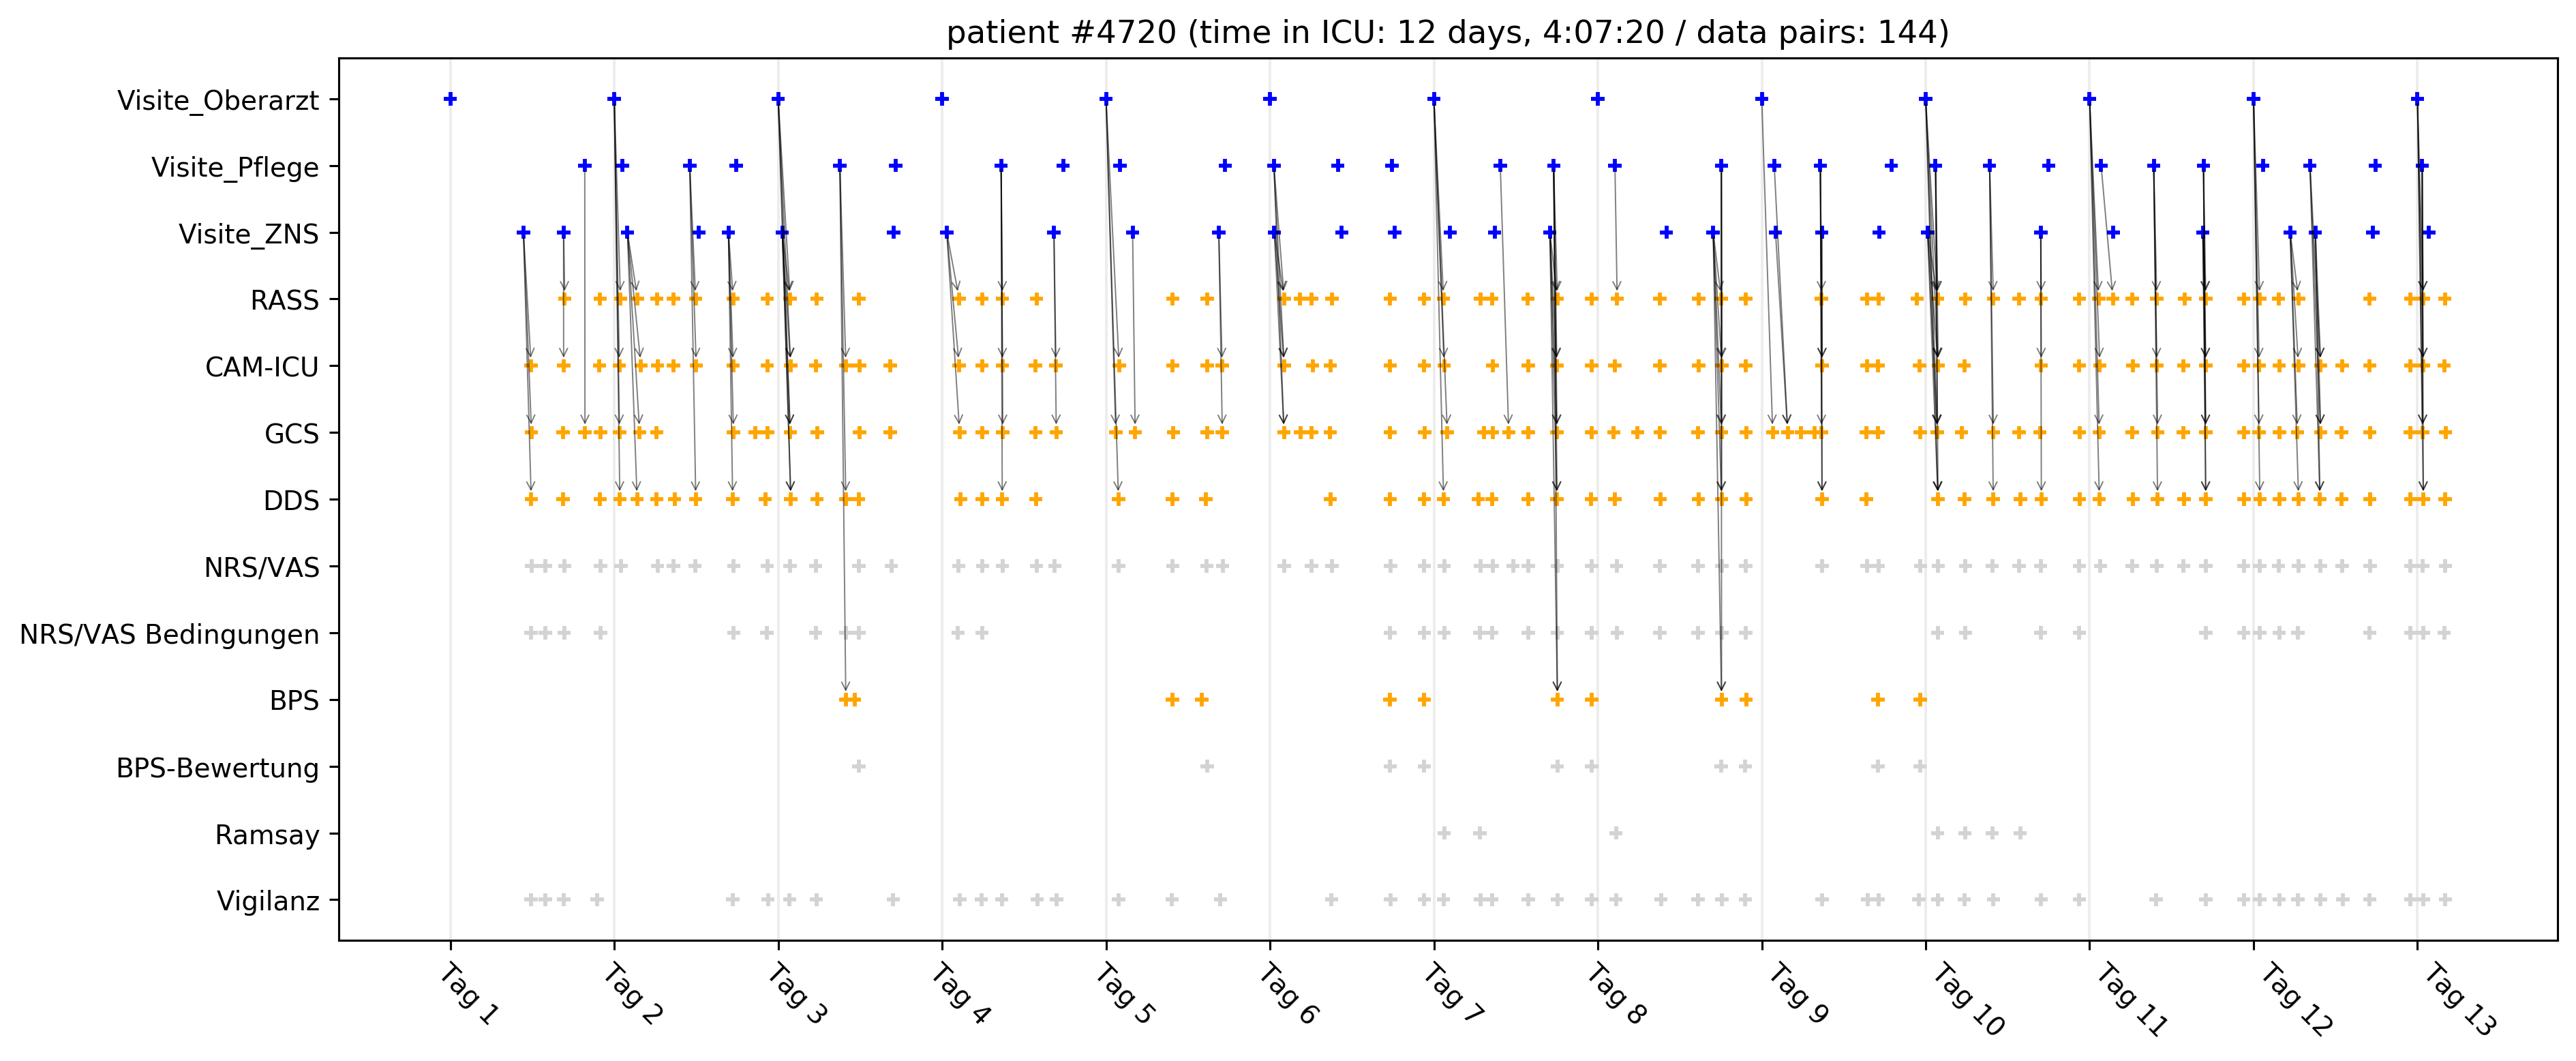 patient #4720 (time in ICU: 12 days, 4:07:20 / data pairs: 144)
Visite_Oberarzt
Visite_Pflege
Visite_ZNS
RASS
CAM-ICU
GCS
DDS
NRS/VAS
NRS/VAS Bedingungen
BPS
BPS-Bewertung
Ramsay
Vigilanz
Tag 1
Tag 2
Tag 3
Tag 4
Tag 5
Tag 6
Tag 7
Tag 8
Tag 9
Tag 10
Tag 11
Tag 12
Tag 13